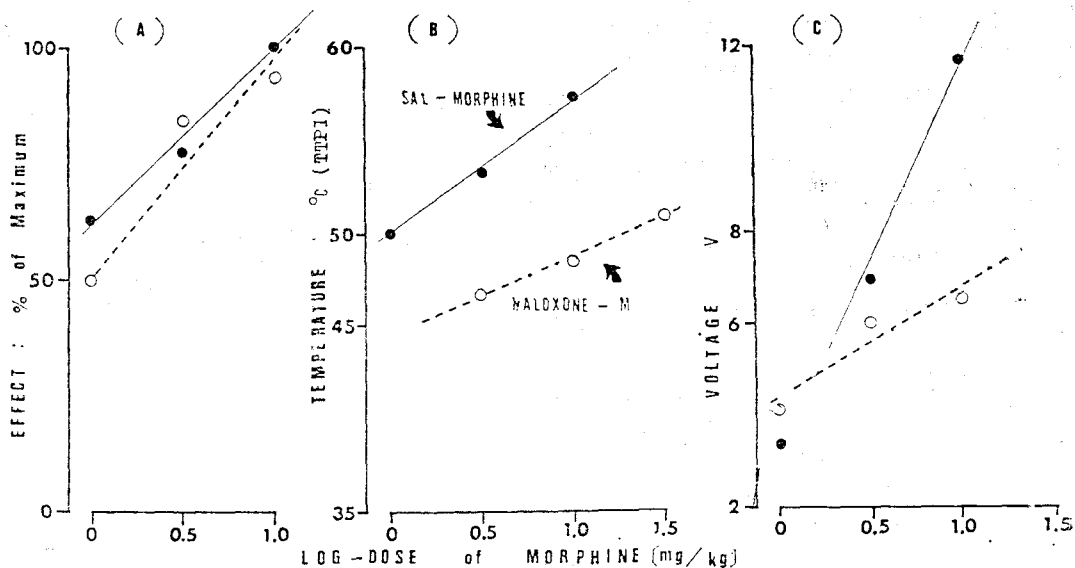 (A)
(B)
(C)
EFFECT : % of Maximum
100
50
0
0 0.5 1.0
TEMPERATURE °C (TTPI)
60
50
45
35
SAL - MORPHINE
NALOXONE - M
0 0.5 1.0 1.5
VOLTAGE V
12
8
6
2
0 0.5 1.0 1.5
LOG-DOSE of MORPHINE (mg/kg)